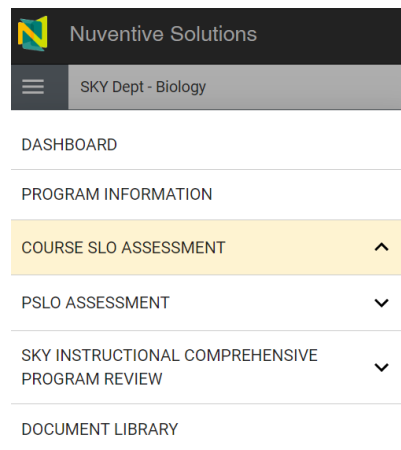 Nuventive Solutions
SKY Dept - Biology
DASHBOARD
PROGRAM INFORMATION
COURSE SLO ASSESSMENT
PSLO ASSESSMENT
SKY INSTRUCTIONAL COMPREHENSIVE
PROGRAM REVIEW
DOCUMENT LIBRARY